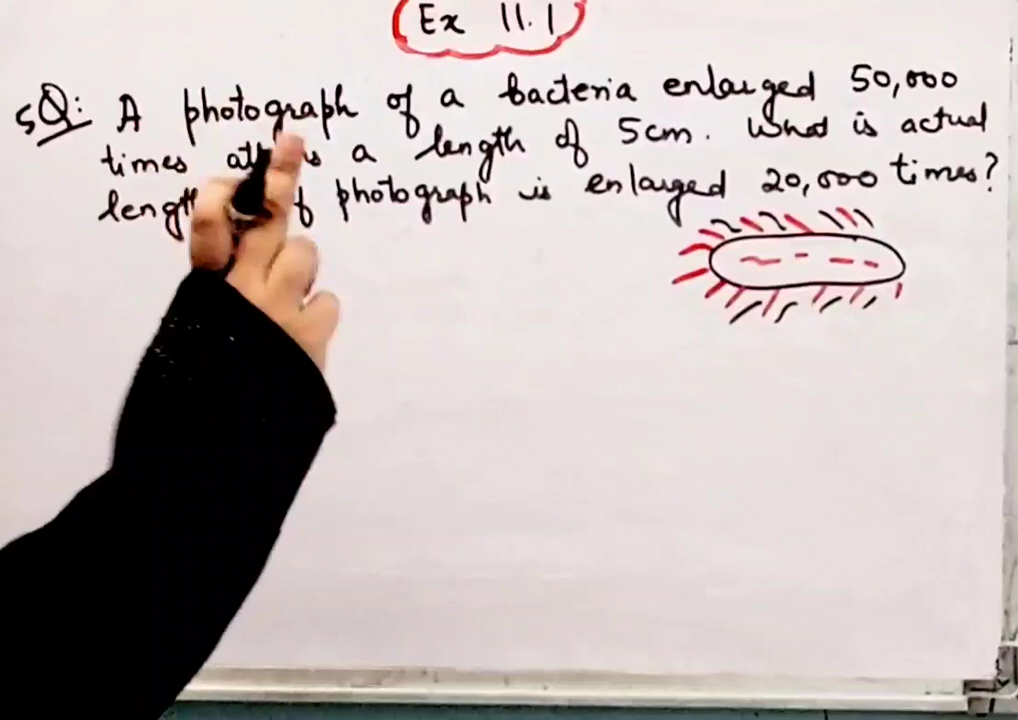 Ex 11.1
5Q: A photograph of a bacteria enlarged 50,000
times a length of 5cm. What is actual
photograph is enlarged 20,000 times?